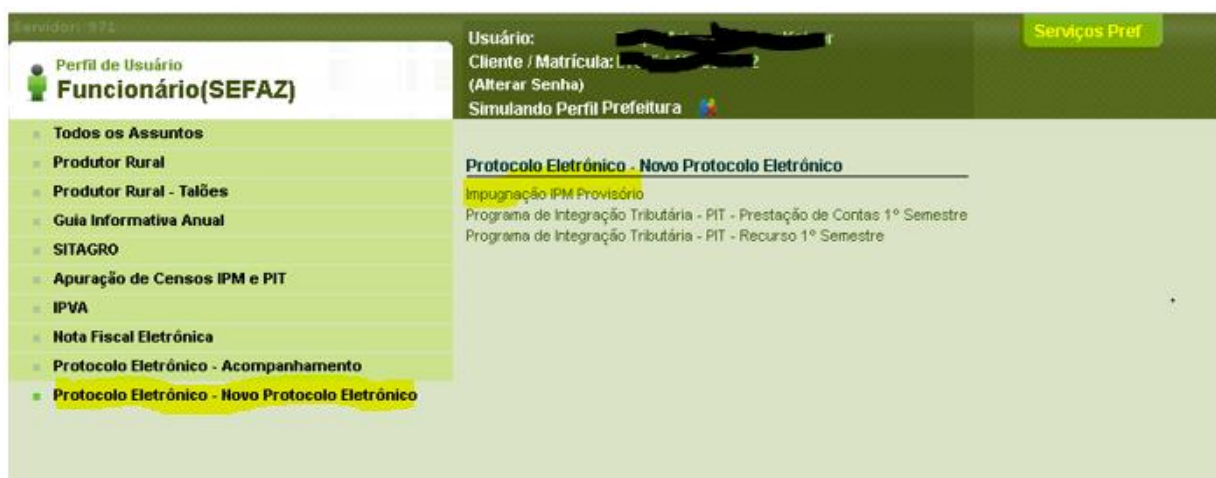 Servidor: 971
Perfil de Usuário
Funcionário(SEFAZ)
Todos os Assuntos
Produtor Rural
Produtor Rural - Talões
Guia Informativa Anual
SITAGRO
Apuração de Censos IPM e PIT
IPVA
Nota Fiscal Eletrônica
Protocolo Eletrônico - Acompanhamento
Protocolo Eletrônico - Novo Protocolo Eletrônico
Usuário:
Cliente / Matrícula:
(Alterar Senha)
Simulando Perfil Prefeitura
Serviços Pref
Protocolo Eletrônico - Novo Protocolo Eletrônico
Impugnação IPM Provisório
Programa de Integração Tributária - PIT - Prestação de Contas 1º Semestre
Programa de Integração Tributária - PIT - Recurso 1º Semestre